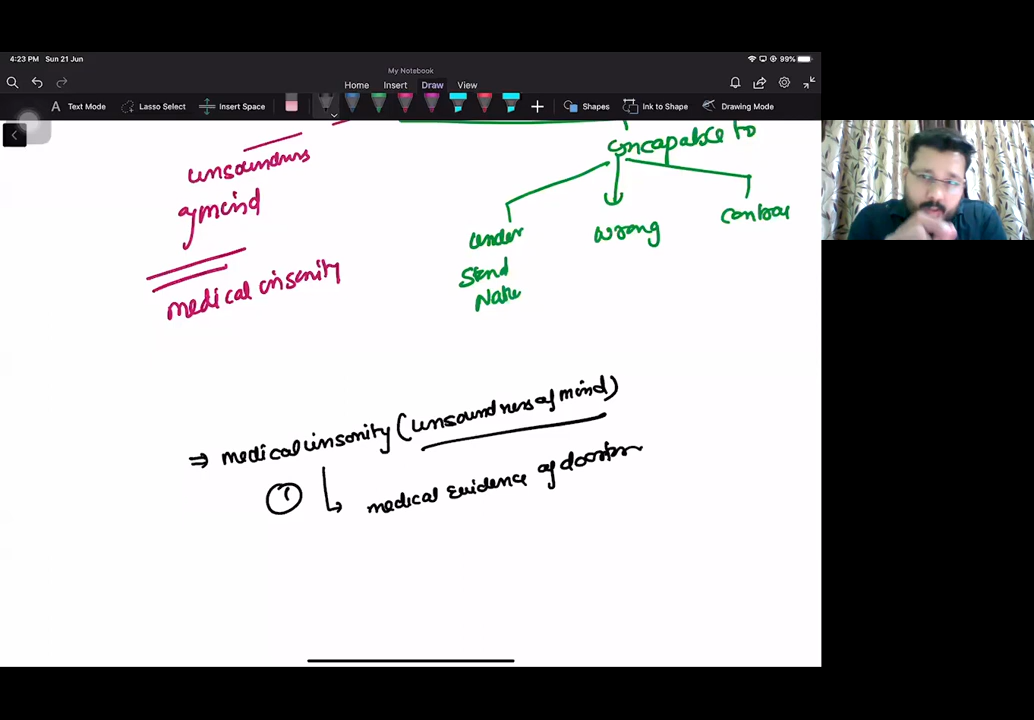 4:23 PM Sun 21 Jun
99%
My Notebook
Home Insert Draw View
Text Mode Lasso Select Insert Space Shapes Ink to Shape Drawing Mode
incapable to
unsoundness
of mind
under
Stand
Nature
wrong
control
medical insanity
⇒ medical insanity (unsoundness of mind)
① ↳ medical Evidence of doctor